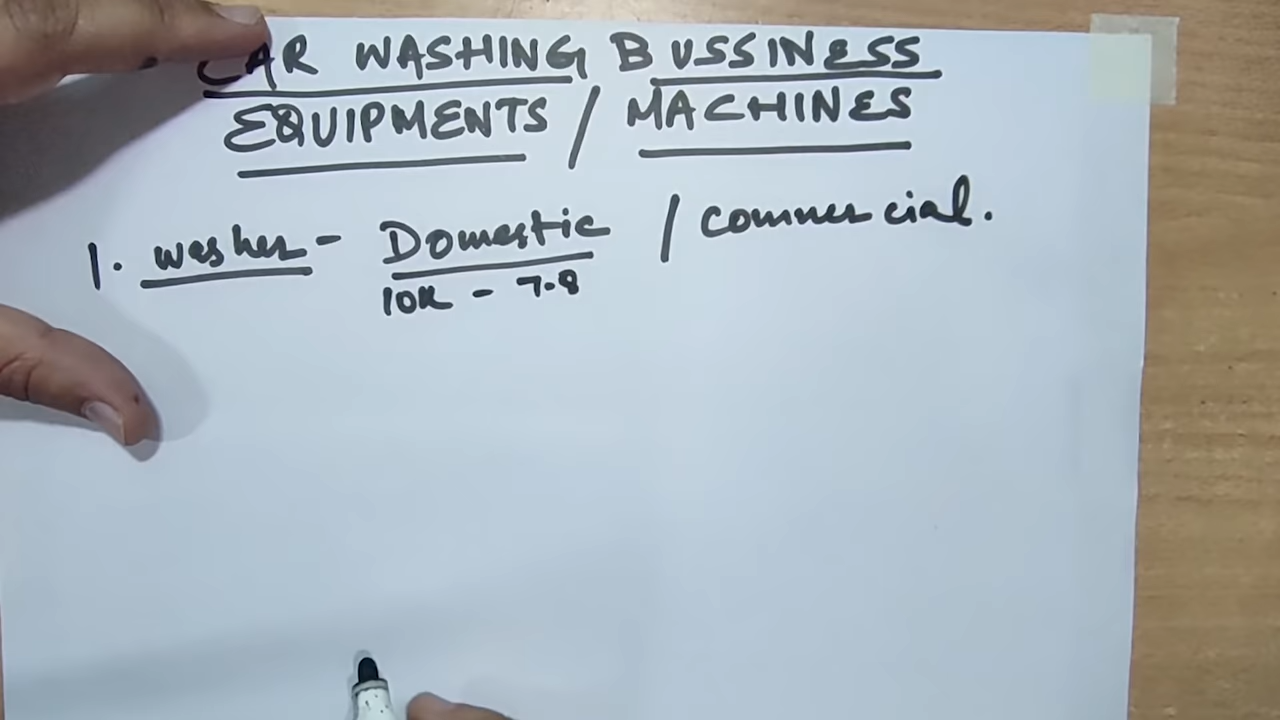 CAR WASHING BUSSINESS
EQUIPMENTS / MACHINES
1. washer - Domestic / commercial.
10k - 7.8